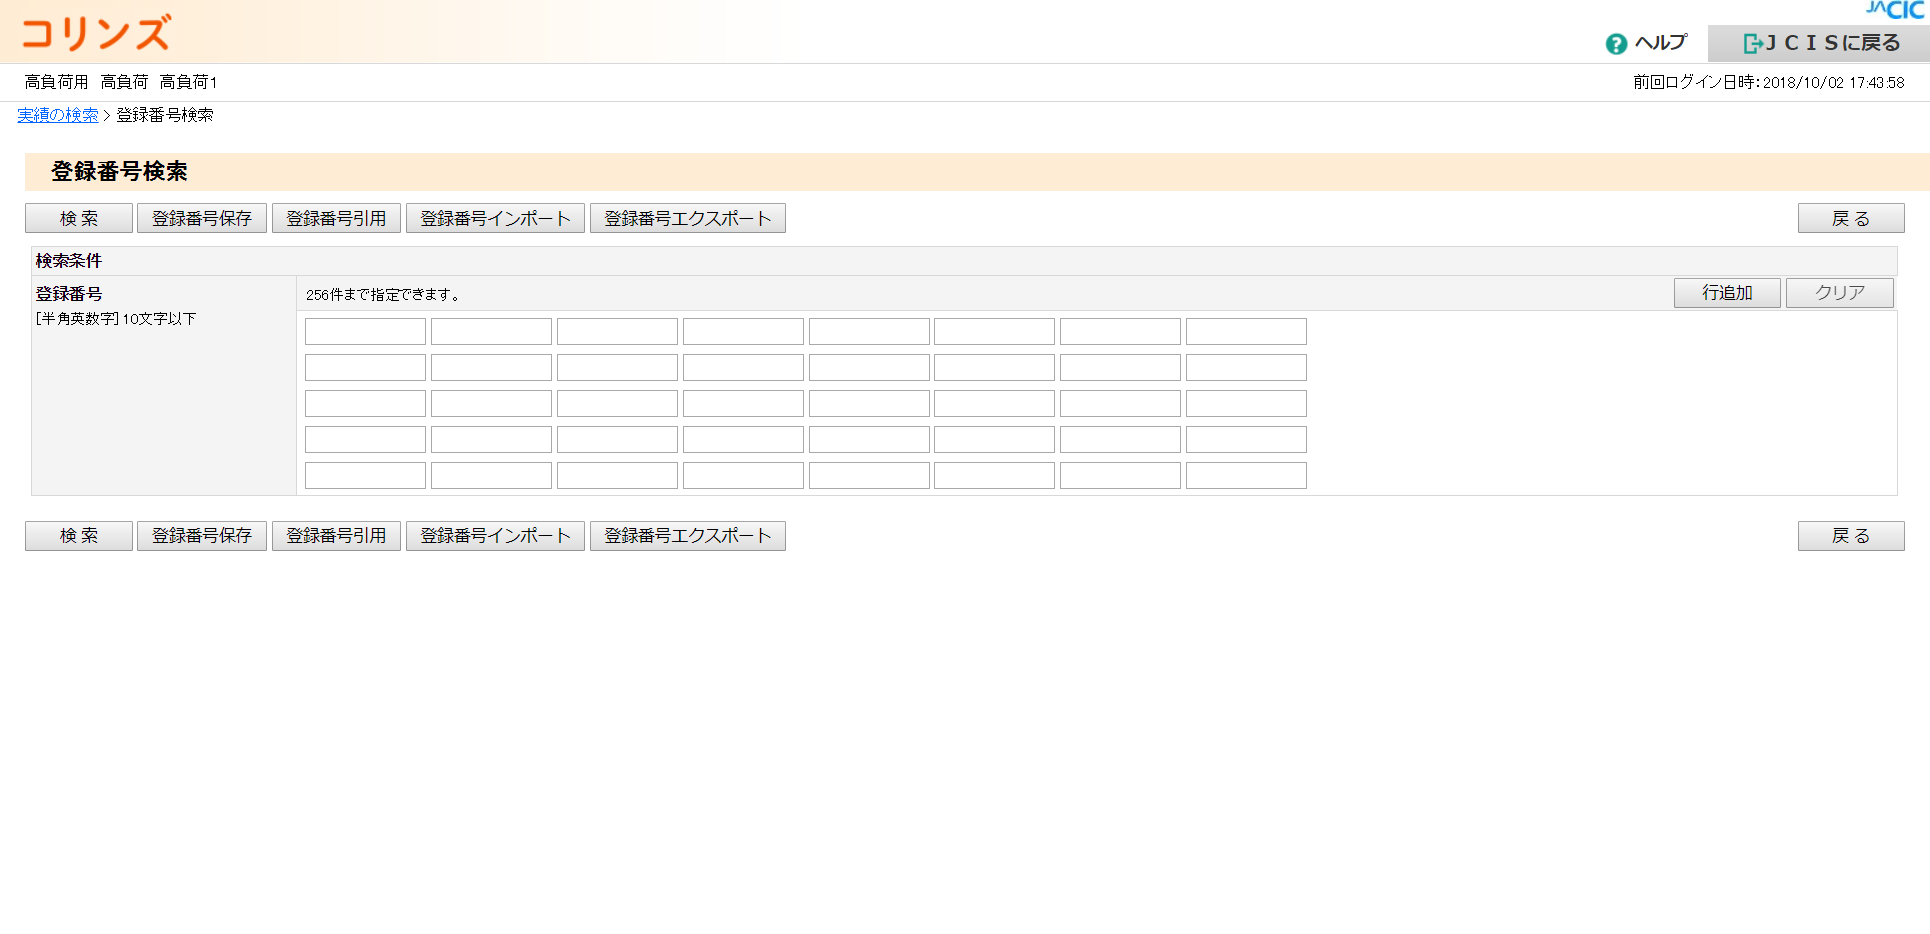 JACIC
コリンズ
ヘルプ ＪＣＩＳに戻る
高負荷用 高負荷 高負荷1 前回ログイン日時:2018/10/02 17:43:58
実績の検索 > 登録番号検索
登録番号検索
検 索 登録番号保存 登録番号引用 登録番号インポート 登録番号エクスポート 戻 る
検索条件
登録番号 256件まで指定できます。 行追加 クリア
[半角英数字] 10文字以下
検 索 登録番号保存 登録番号引用 登録番号インポート 登録番号エクスポート 戻 る